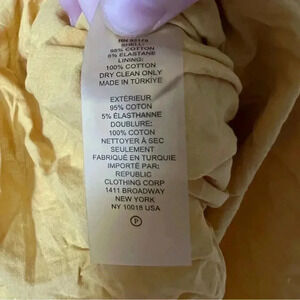 SHELL:
95% COTTON
5% ELASTANE
LINING:
100% COTTON
DRY CLEAN ONLY
MADE IN TÜRKİYE
EXTÉRIEUR
95% COTON
5% ÉLASTHANNE
DOUBLURE:
100% COTON
NETTOYER À SEC
SEULEMENT
FABRIQUÉ EN TURQUIE
IMPORTÉ PAR:
REPUBLIC
CLOTHING CORP
1411 BROADWAY
NEW YORK
NY 10018 USA
P